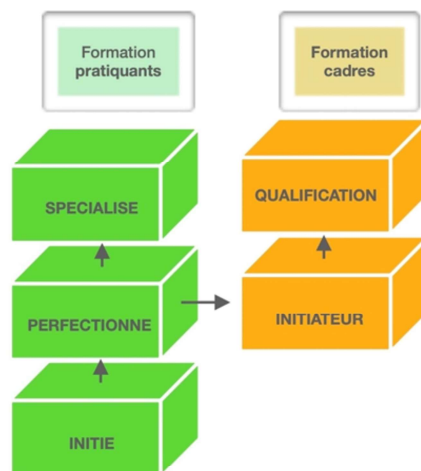 Formation
pratiquants
Formation
cadres
SPECIALISE
QUALIFICATION
PERFECTIONNE
INITIATEUR
INITIE